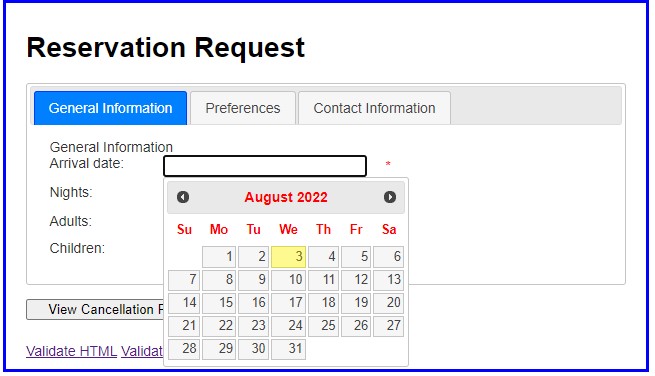 Reservation Request
General Information Preferences Contact Information
General Information
Arrival date: *
Nights:
Adults:
Children:
August 2022
Su Mo Tu We Th Fr Sa
1 2 3 4 5 6
7 8 9 10 11 12 13
14 15 16 17 18 19 20
21 22 23 24 25 26 27
28 29 30 31
View Cancellation
Validate HTML Validat